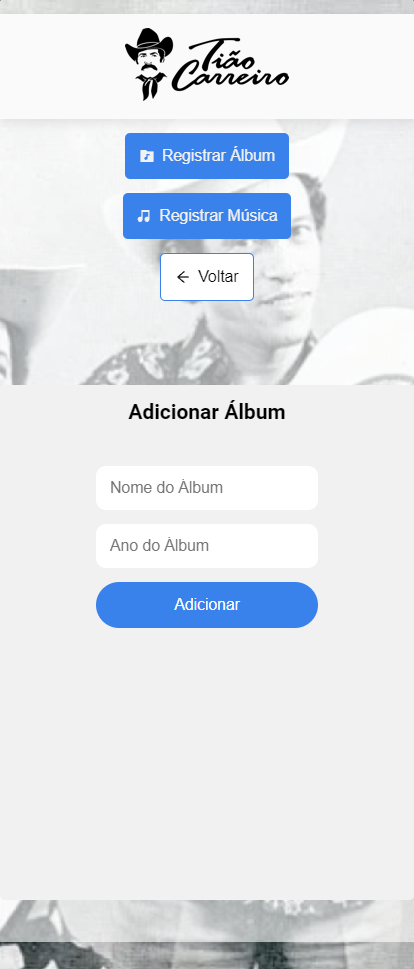 Tião
Carreiro
Registrar Álbum
Registrar Música
Voltar
Adicionar Álbum
Nome do Álbum
Ano do Álbum
Adicionar